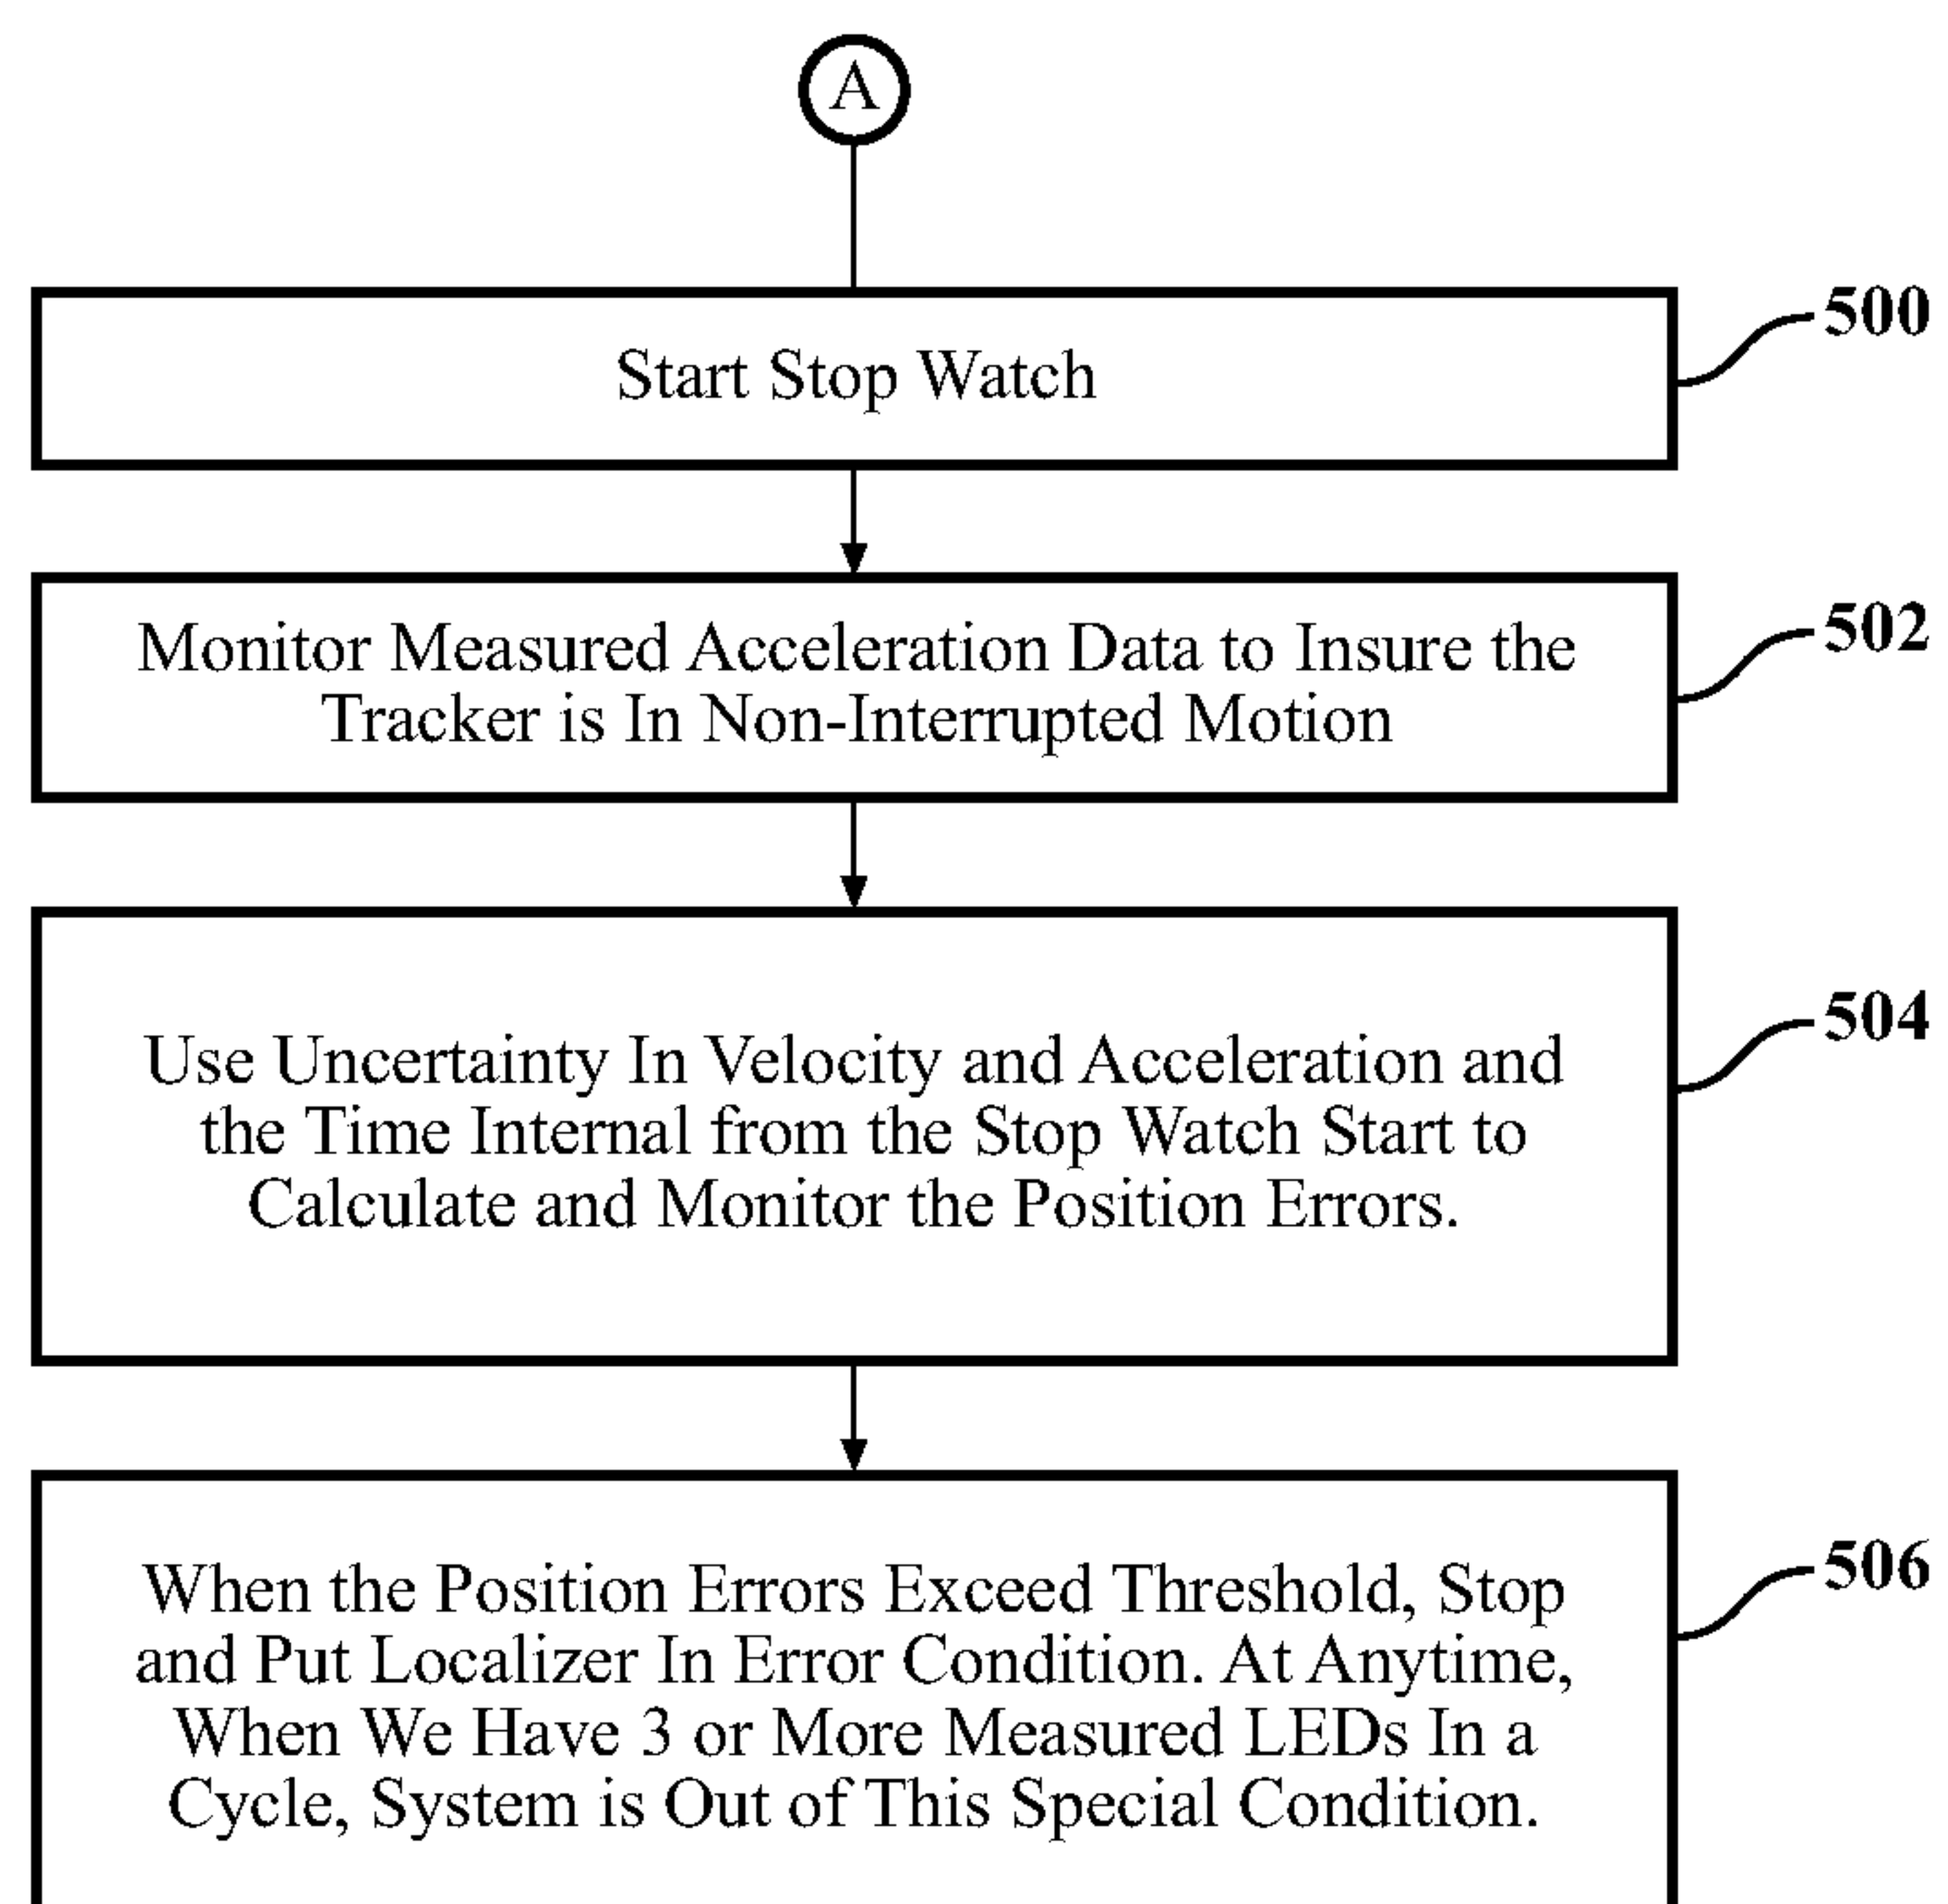 A
Start Stop Watch
500
Monitor Measured Acceleration Data to Insure the
Tracker is In Non-Interrupted Motion
502
Use Uncertainty In Velocity and Acceleration and
the Time Internal from the Stop Watch Start to
Calculate and Monitor the Position Errors.
504
When the Position Errors Exceed Threshold, Stop
and Put Localizer In Error Condition. At Anytime,
When We Have 3 or More Measured LEDs In a
Cycle, System is Out of This Special Condition.
506